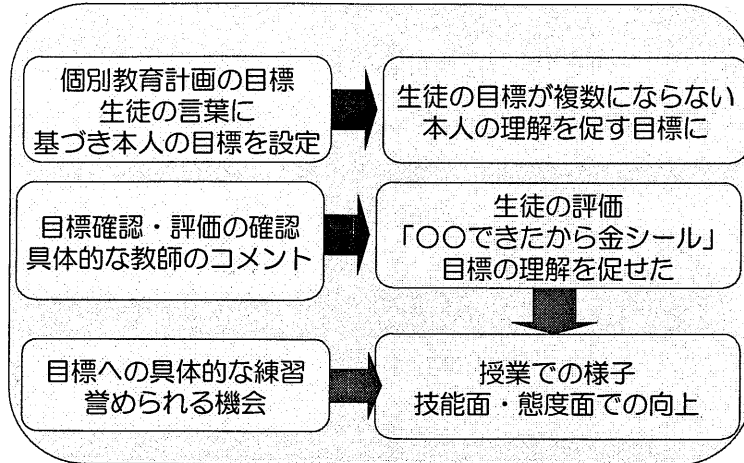 個別教育計画の目標
生徒の言葉に
基づき本人の目標を設定
生徒の目標が複数にならない
本人の理解を促す目標に
目標確認・評価の確認
具体的な教師のコメント
生徒の評価
「〇〇できたから金シール」
目標の理解を促せた
目標への具体的な練習
誉められる機会
授業での様子
技能面・態度面での向上